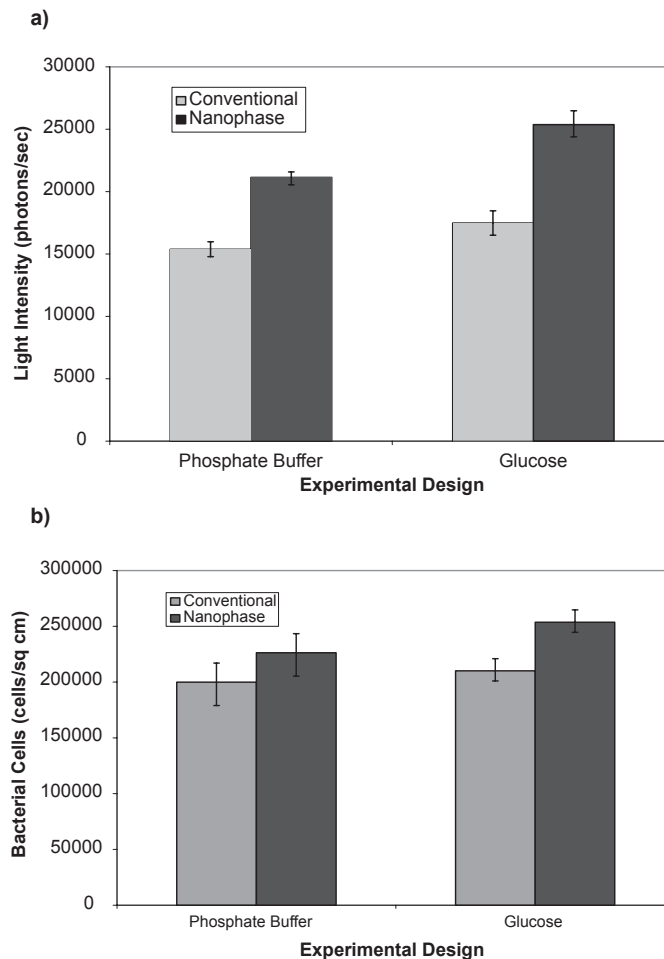 a)
30000
25000
20000
15000
10000
5000
0
Light Intensity (photons/sec)
Conventional
Nanophase
Phosphate Buffer Glucose
Experimental Design
b)
300000
250000
200000
150000
100000
50000
0
Bacterial Cells (cells/sq cm)
Conventional
Nanophase
Phosphate Buffer Glucose
Experimental Design